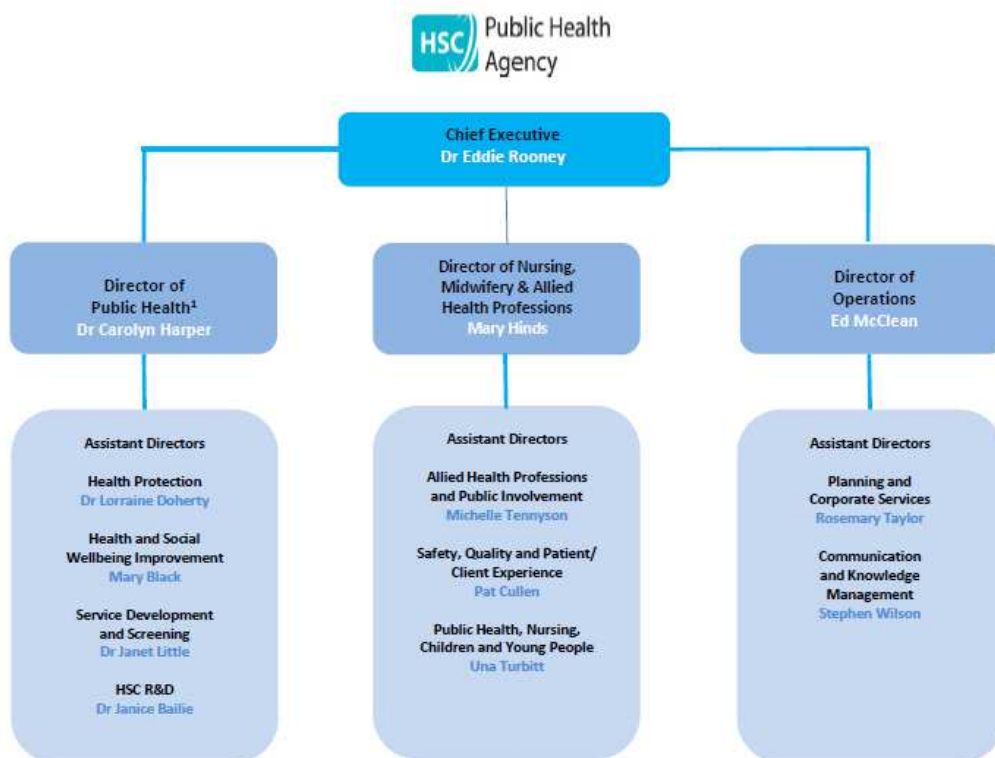 HSC Public Health
Agency
Chief Executive
Dr Eddie Rooney
Director of
Public Health¹
Dr Carolyn Harper
Director of Nursing,
Midwifery & Allied
Health Professions
Mary Hinds
Director of
Operations
Ed McClean
Assistant Directors
Health Protection
Dr Lorraine Doherty
Health and Social
Wellbeing Improvement
Mary Black
Service Development
and Screening
Dr Janet Little
HSC R&D
Dr Janice Bailie
Assistant Directors
Allied Health Professions
and Public Involvement
Michelle Tennyson
Safety, Quality and Patient/
Client Experience
Pat Cullen
Public Health, Nursing,
Children and Young People
Una Turbitt
Assistant Directors
Planning and
Corporate Services
Rosemary Taylor
Communication
and Knowledge
Management
Stephen Wilson